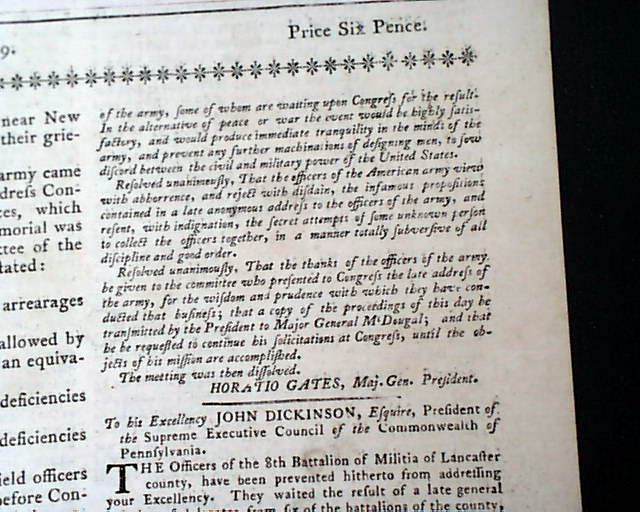 Price Six Pence.
9.
near New
their grie-
army came
dreſs Con-
ces, which
morial was
ttee of the
tated:
arrearages
allowed by
an equiva-
deficiencies
deficiencies
ield officers
before Con-
of the army, ſome of whom are waiting upon Congreſs for the reſult.
In the alternative of peace or war the event would be highly ſatis-
factory, and would produce immediate tranquility in the minds of the
army, and prevent any further machinations of deſigning men, to ſow
diſcord between the civil and military power of the United States.
Reſolved unanimouſly, That the officers of the American army view
with abhorrence, and reject with diſdain, the infamous propoſitions
contained in a late anonymous addreſs to the officers of the army, and
reſent, with indignation, the ſecret attempts of ſome unknown perſon
to collect the officers together, in a manner totally ſubverſive of all
diſcipline and good order.
Reſolved unanimouſly, That the thanks of the officers of the army
be given to the committee who preſented to Congreſs the late addreſs of
the army, for the wiſdom and prudence with which they have con-
ducted that buſineſs; that a copy of the proceedings of this day be
tranſmitted by the Preſident to Major General MᶜDougal; and that
he be requeſted to continue his ſolicitations at Congreſs, until the ob-
jects of his miſſion are accompliſhed.
The meeting was then diſſolved.
HORATIO GATES, Maj. Gen. Preſident.
To his Excellency JOHN DICKINSON, Eſquire, Preſident of
the Supreme Executive Council of the Commonwealth of
Pennſylvania.
THE Officers of the 8th Battalion of Militia of Lancaſter
county, have been prevented hitherto from addreſſing
your Excellency. They waited the reſult of a late general
from ſix of the battalions of the county,